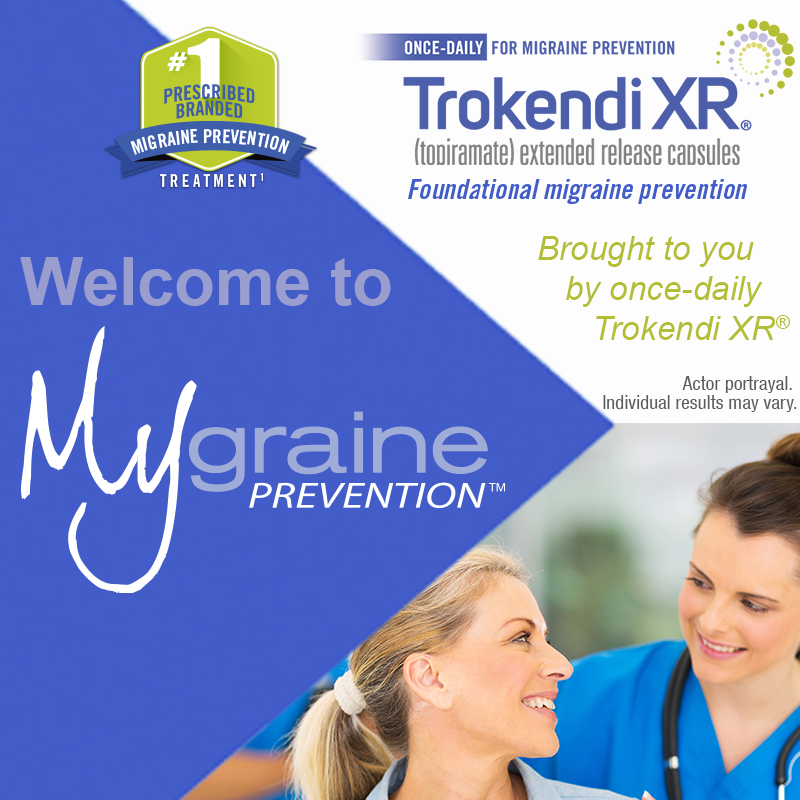 #1
PRESCRIBED
BRANDED
MIGRAINE PREVENTION
TREATMENT¹
ONCE-DAILY FOR MIGRAINE PREVENTION
Trokendi XR®
(topiramate) extended release capsules
Foundational migraine prevention
Brought to you
by once-daily
Trokendi XR®
Welcome to
Mygraine
PREVENTION™
Actor portrayal.
Individual results may vary.